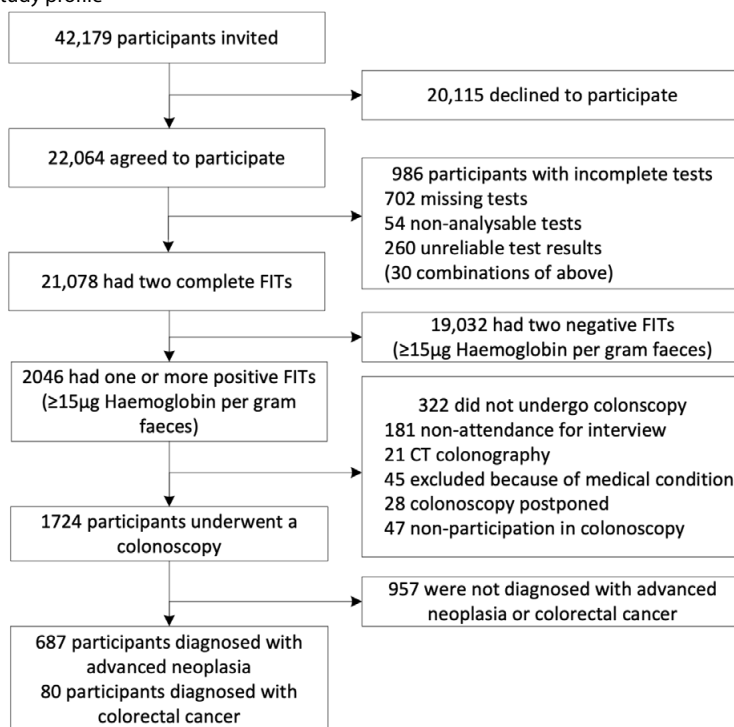 tudy profile
42,179 participants invited
20,115 declined to participate
22,064 agreed to participate
986 participants with incomplete tests
702 missing tests
54 non-analysable tests
260 unreliable test results
(30 combinations of above)
21,078 had two complete FITs
19,032 had two negative FITs
(≥15μg Haemoglobin per gram faeces)
2046 had one or more positive FITs
(≥15μg Haemoglobin per gram
faeces)
322 did not undergo colonscopy
181 non-attendance for interview
21 CT colonography
45 excluded because of medical condition
28 colonoscopy postponed
47 non-participation in colonoscopy
1724 participants underwent a
colonoscopy
957 were not diagnosed with advanced
neoplasia or colorectal cancer
687 participants diagnosed with
advanced neoplasia
80 participants diagnosed with
colorectal cancer